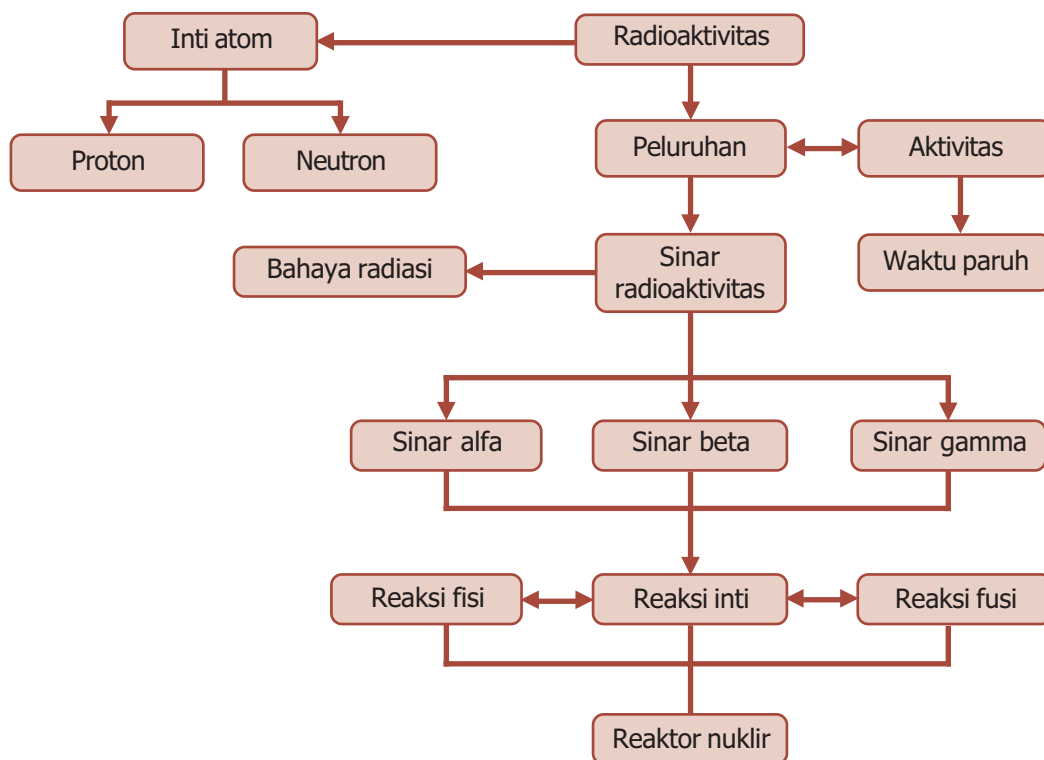 Inti atom
Radioaktivitas
Proton
Neutron
Peluruhan
Aktivitas
Bahaya radiasi
Sinar
radioaktivitas
Waktu paruh
Sinar alfa
Sinar beta
Sinar gamma
Reaksi fisi
Reaksi inti
Reaksi fusi
Reaktor nuklir